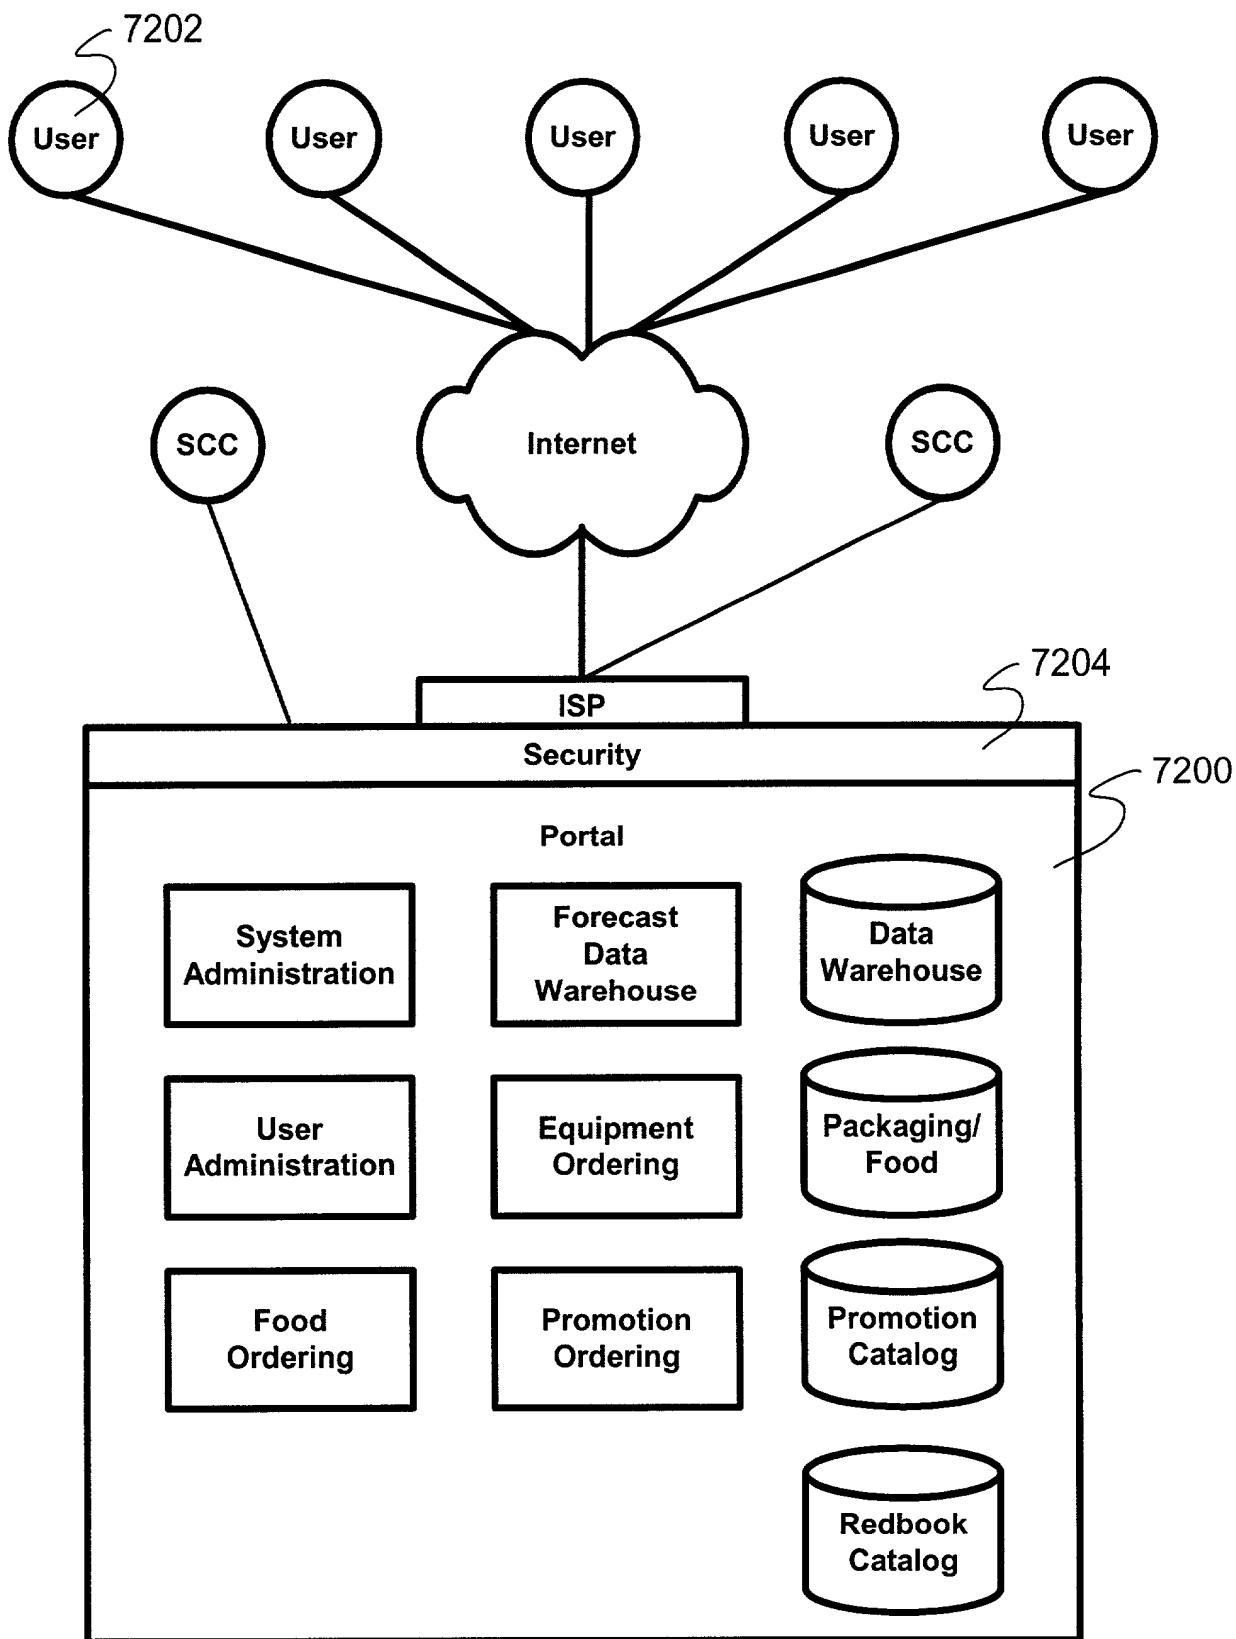 7202
User
User
User
User
User
SCC
Internet
SCC
ISP
7204
Security
7200
Portal
System
Administration
Forecast
Data
Warehouse
Data
Warehouse
User
Administration
Equipment
Ordering
Packaging/
Food
Food
Ordering
Promotion
Ordering
Promotion
Catalog
Redbook
Catalog